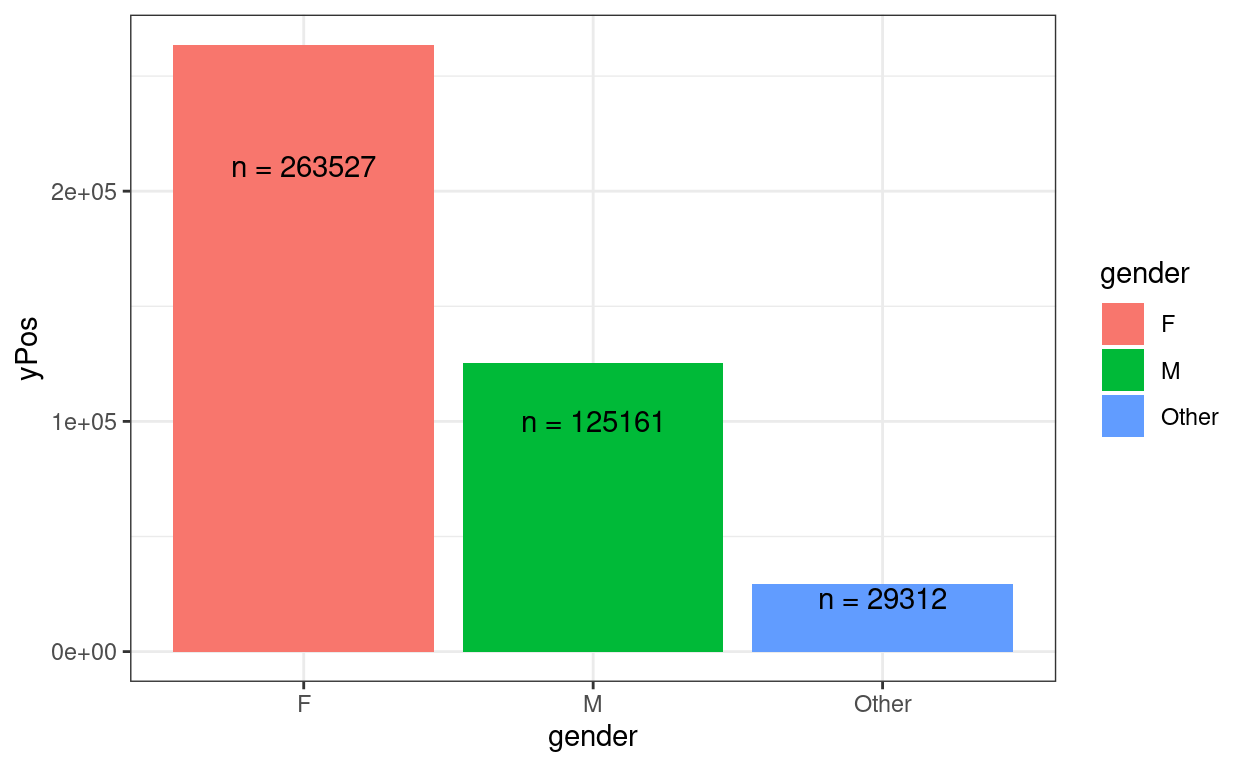 n = 263527
n = 125161
n = 29312
2e+05
1e+05
0e+00
yPos
F
M
Other
gender
gender
F
M
Other